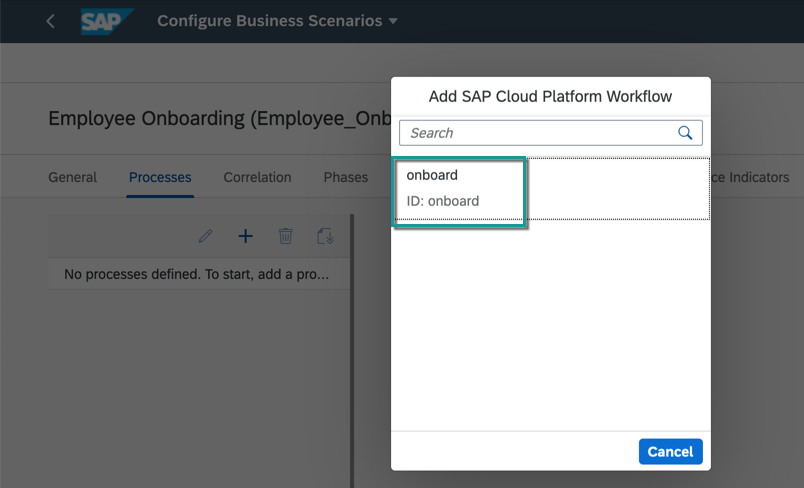 SAP Configure Business Scenarios
Add SAP Cloud Platform Workflow
Employee Onboarding (Employee_Onb
Search
General Processes Correlation Phases ce Indicators
onboard
ID: onboard
No processes defined. To start, add a pro...
Cancel